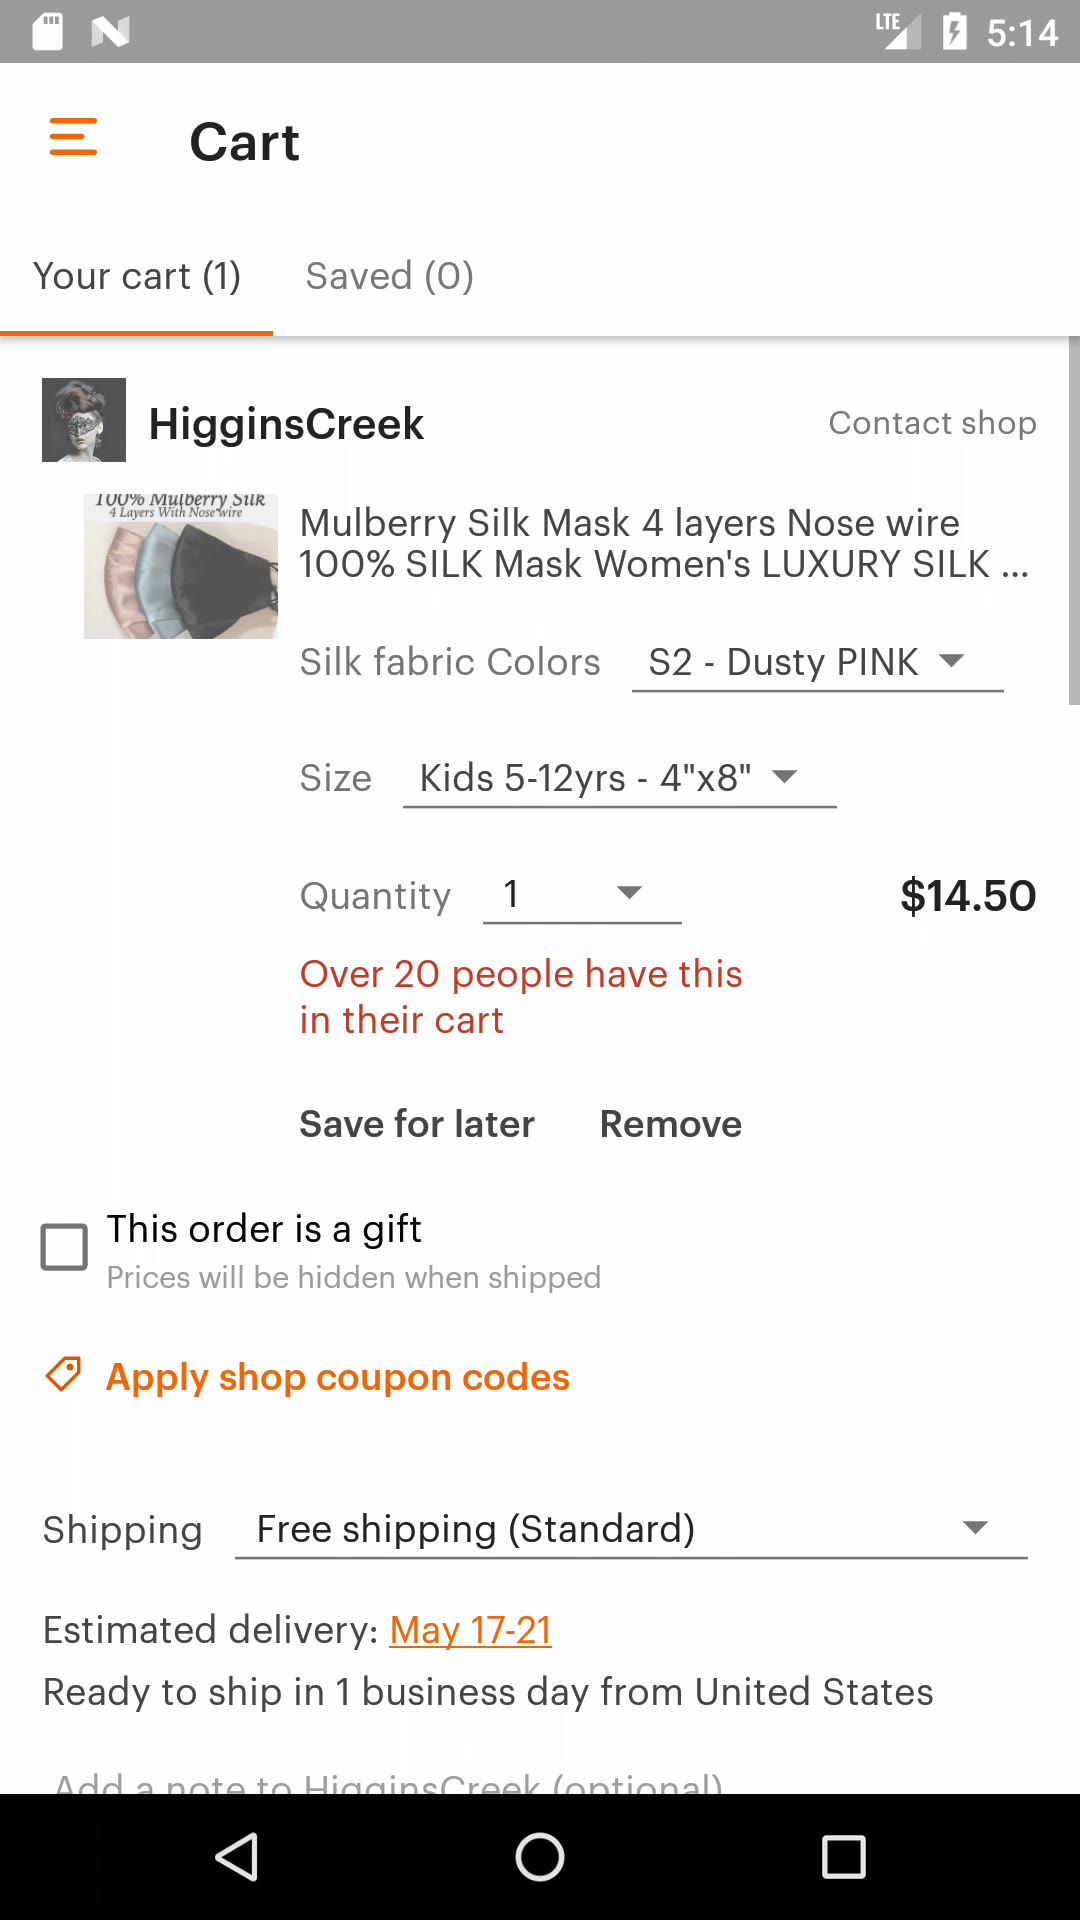 LTE 5:14
Cart
Your cart (1) Saved (0)
HigginsCreek Contact shop
100% Mulberry Silk
4 Layers With Nose wire
Mulberry Silk Mask 4 layers Nose wire
100% SILK Mask Women's LUXURY SILK ...
Silk fabric Colors S2 - Dusty PINK
Size Kids 5-12yrs - 4"x8"
Quantity 1 $14.50
Over 20 people have this
in their cart
Save for later Remove
This order is a gift
Prices will be hidden when shipped
Apply shop coupon codes
Shipping Free shipping (Standard)
Estimated delivery: May 17-21
Ready to ship in 1 business day from United States
Add a note to HigginsCreek (optional)